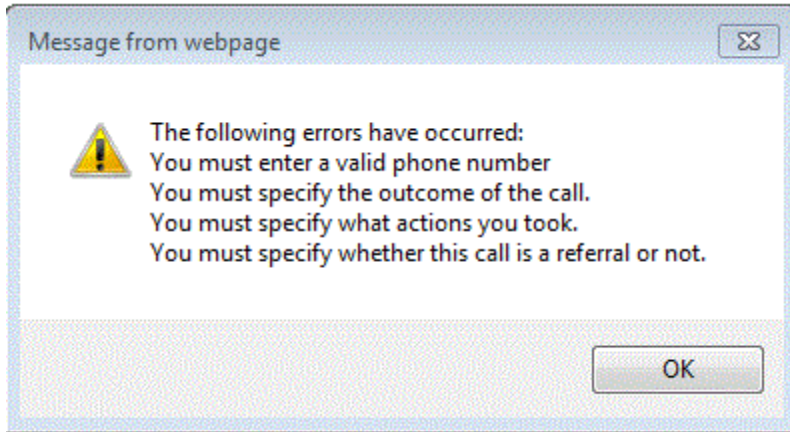 Message from webpage
The following errors have occurred:
You must enter a valid phone number
You must specify the outcome of the call.
You must specify what actions you took.
You must specify whether this call is a referral or not.
OK